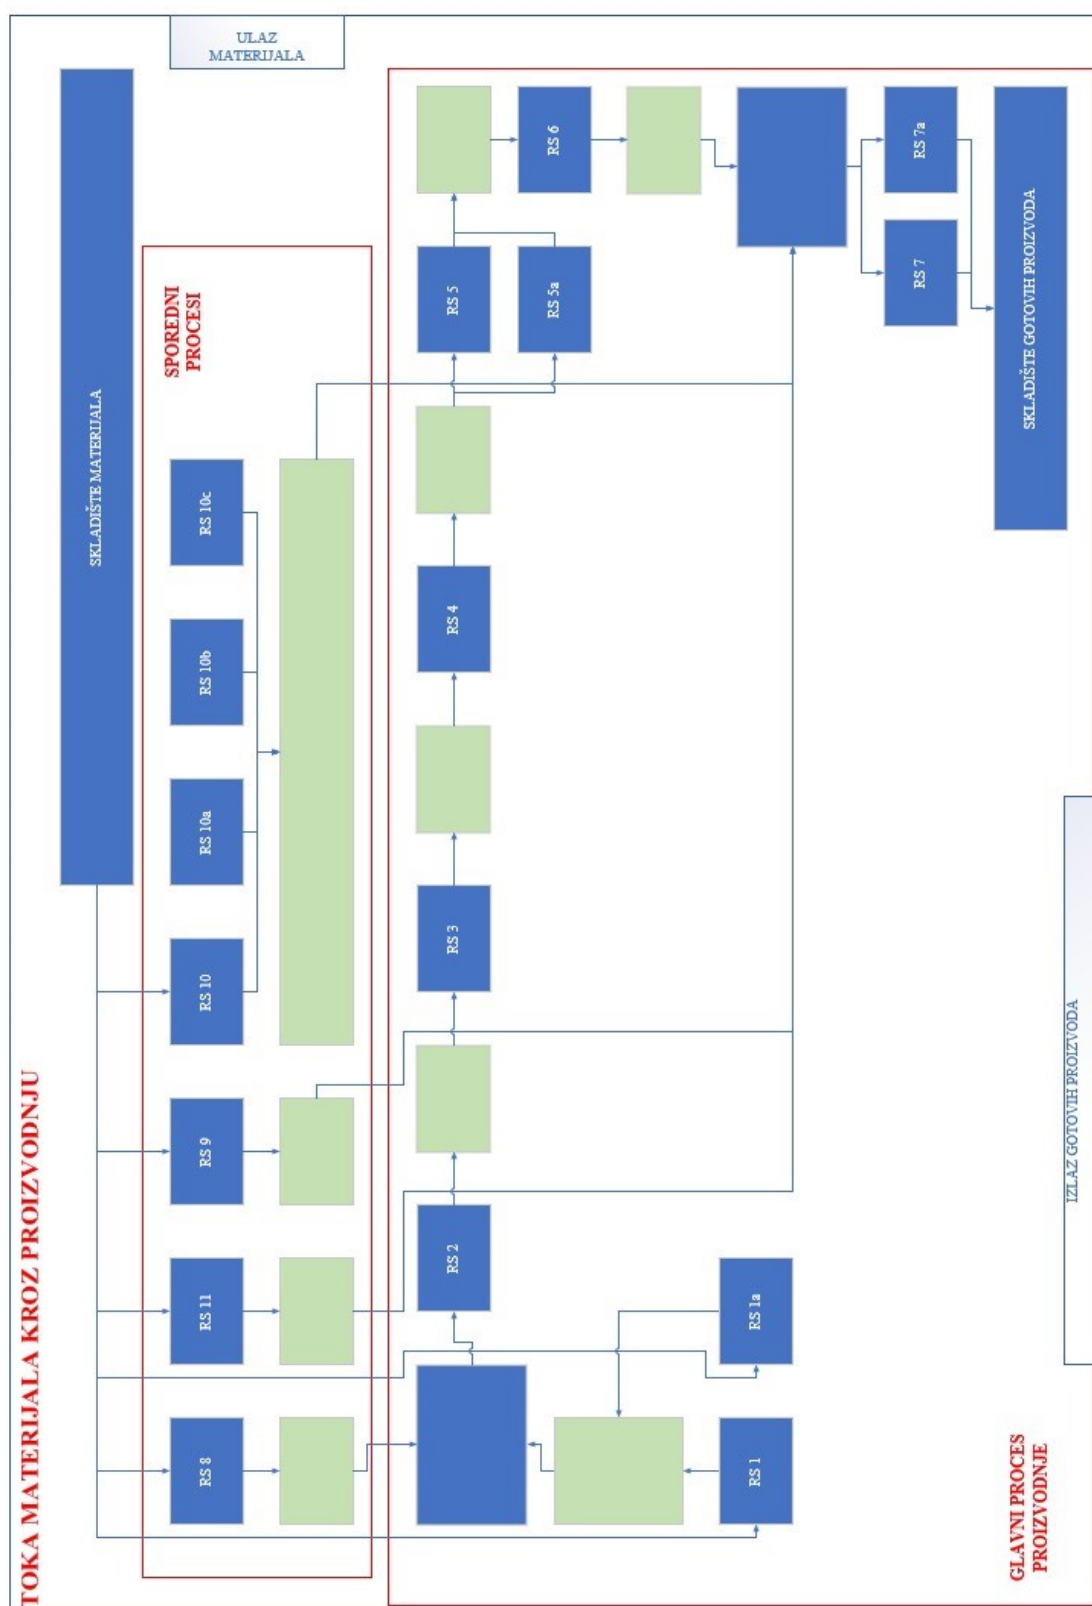 TOKA MATERIJALA KROZ PROIZVODNJU
ULAZ
MATERIJALA
SKLADIŠTE MATERIJALA
SPOREDNI
PROCESI
RS 8
RS 11
RS 9
RS 10
RS 10a
RS 10b
RS 10c
RS 2
RS 3
RS 4
RS 5
RS 5a
RS 6
RS 1
RS 1a
RS 7
RS 7a
SKLADIŠTE GOTOVIH PROIZVODA
GLAVNI PROCES
PROIZVODNJE
IZLAZ GOTOVIH PROIZVODA